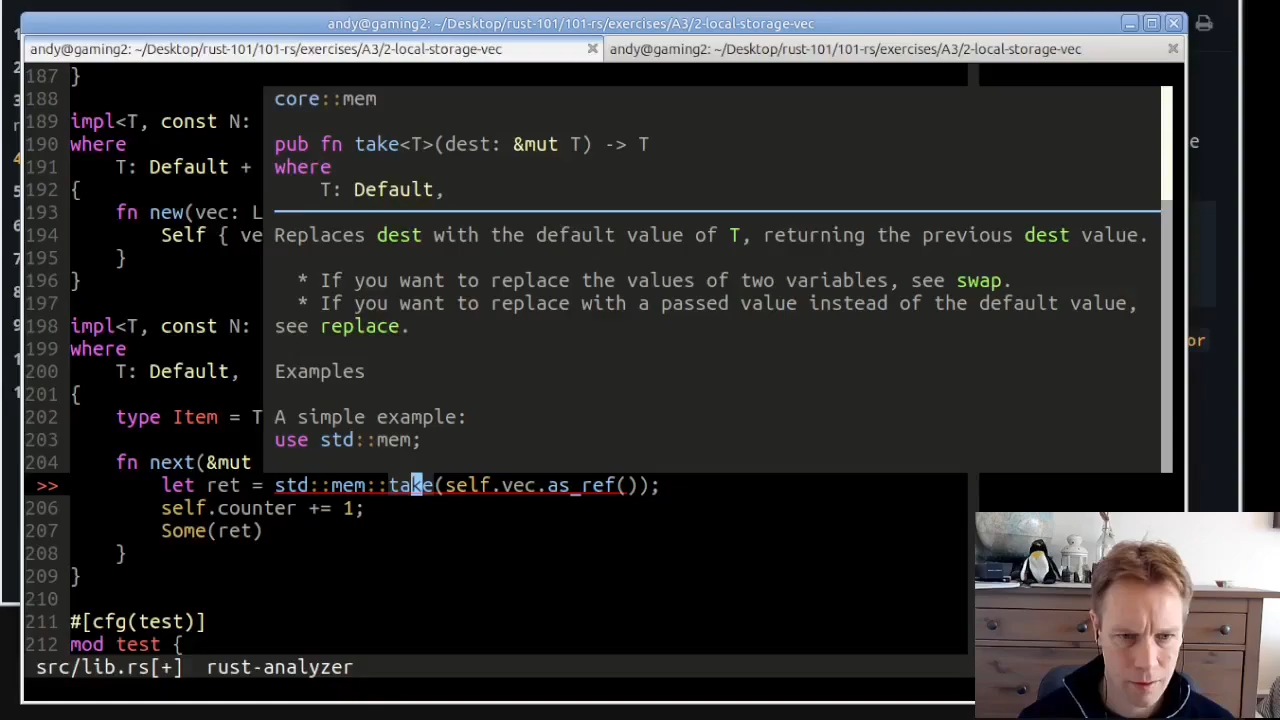 andy@gaming2: ~/Desktop/rust-101/101-rs/exercises/A3/2-local-storage-vec
andy@gaming2: ~/Desktop/rust-101/101-rs/exercises/A3/2-local-storage-vec
andy@gaming2: ~/Desktop/rust-101/101-rs/exercises/A3/2-local-storage-vec
187 }
188
189 impl<T, const N:
190 where
191 T: Default +
192 {
193 fn new(vec: L
194 Self { ve
195 }
196 }
197
198 impl<T, const N:
199 where
200 T: Default,
201 {
202 type Item = T
203
204 fn next(&mut
>> let ret = std::mem::take(self.vec.as_ref());
206 self.counter += 1;
207 Some(ret)
208 }
209 }
210
211 #[cfg(test)]
212 mod test {
core::mem
pub fn take<T>(dest: &mut T) -> T
where
T: Default,
Replaces dest with the default value of T, returning the previous dest value.
* If you want to replace the values of two variables, see swap.
* If you want to replace with a passed value instead of the default value,
see replace.
Examples
A simple example:
use std::mem;
src/lib.rs[+] rust-analyzer